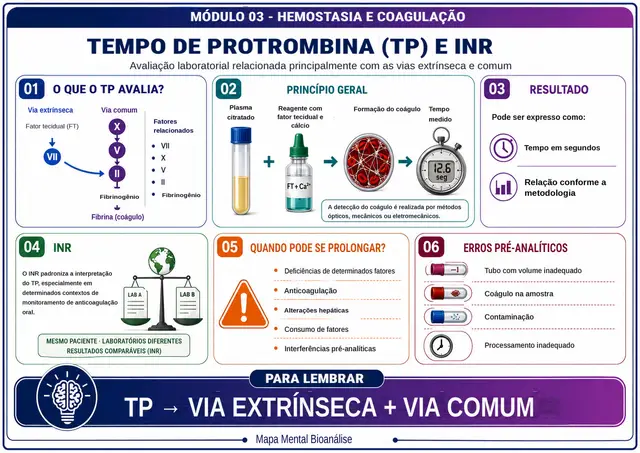 MÓDULO 03 - HEMOSTASIA E COAGULAÇÃO
TEMPO DE PROTROMBINA (TP) E INR
Avaliação laboratorial relacionada principalmente com as vias extrínseca e comum
01 O QUE O TP AVALIA?
Via extrínseca
Fator tecidual (FT)
VII
Via comum
X
V
II
Fibrinogênio
Fibrina (coágulo)
Fatores
relacionados
• VII
• X
• V
• II
• Fibrinogênio
02 PRINCÍPIO GERAL
Plasma
citratado
+
Reagente com
fator tecidual e
cálcio
FT + Ca²⁺
Formação do coágulo
Tempo
medido
12.6
seg
A detecção do coágulo é realizada por métodos
ópticos, mecânicos ou eletromecânicos.
03 RESULTADO
Pode ser expresso como:
Tempo em segundos
Relação conforme a
metodologia
04 INR
O INR padroniza a interpretação
do TP, especialmente em
determinados contextos de
monitoramento de anticoagulação
oral.
LAB A
LAB B
MESMO PACIENTE · LABORATÓRIOS DIFERENTES
RESULTADOS COMPARÁVEIS (INR)
05 QUANDO PODE SE PROLONGAR?
• Deficiências de determinados fatores
• Anticoagulação
• Alterações hepáticas
• Consumo de fatores
• Interferências pré-analíticas
06 ERROS PRÉ-ANALÍTICOS
Tubo com volume inadequado
Coágulo na amostra
Contaminação
Processamento inadequado
PARA LEMBRAR
TP → VIA EXTRÍNSECA + VIA COMUM
Mapa Mental Bioanálise